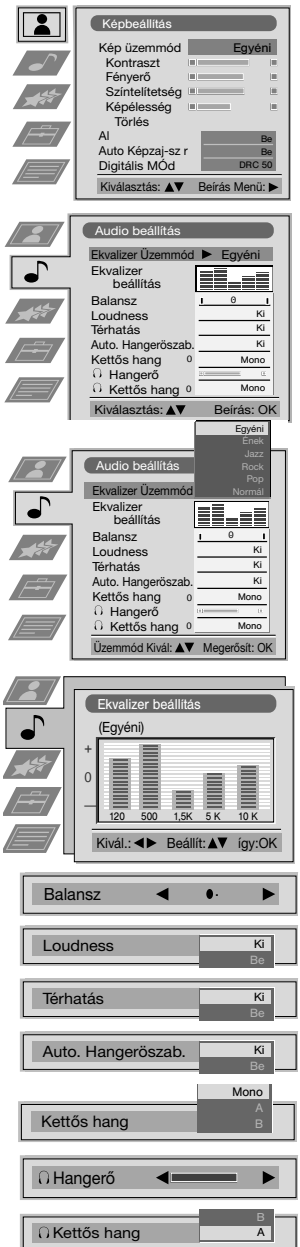 Képbeállítás
Kép üzemmód Egyéni
Kontraszt
Fényerő
Színtelítetség
Képélesség
Törlés
AI Be
Auto Képzaj-sz r Be
Digitális MÓd DRC 50
Kiválasztás: ▲▼ Beírás Menü: ▶
Audio beállítás
Ekvalizer Üzemmód ▶ Egyéni
Ekvalizer
beállítás
Balansz 0
Loudness Ki
Térhatás Ki
Auto. Hangeröszab. Ki
Kettős hang 0 Mono
Hangerő
Kettős hang 0 Mono
Kiválasztás: ▲▼ Beírás: OK
Egyéni
Ének
Jazz
Rock
Pop
Normál
Audio beállítás
Ekvalizer Üzemmód
Ekvalizer
beállítás
Balansz 0
Loudness Ki
Térhatás Ki
Auto. Hangeröszab. Ki
Kettős hang 0 Mono
Hangerő
Kettős hang 0 Mono
Üzemmód Kivál: ▲▼ Megerősít: OK
Ekvalizer beállítás
(Egyéni)
+
0
—
120 500 1,5K 5 K 10 K
Kivál.: ◀▶ Beállít: ▲▼ így:OK
Balansz ◀ ▶
Loudness Ki
Be
Térhatás Ki
Be
Auto. Hangeröszab. Ki
Be
Mono
A
Kettős hang B
Hangerő ◀ ▶
B
Kettős hang A